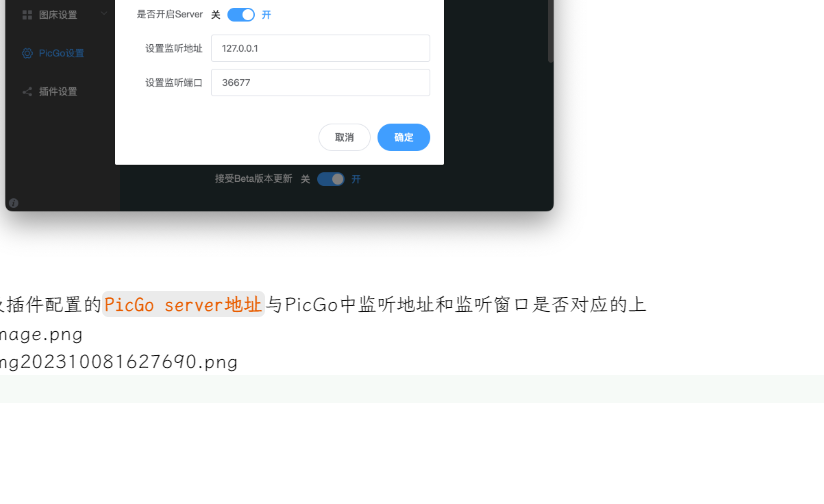 图床设置
是否开启Server 关 开
PicGo设置
设置监听地址 127.0.0.1
设置监听端口 36677
插件设置
取消 确定
接受Beta版本更新 关 开
插件配置的PicGo server地址与PicGo中监听地址和监听窗口是否对应的上
mage.png
mg202310081627690.png